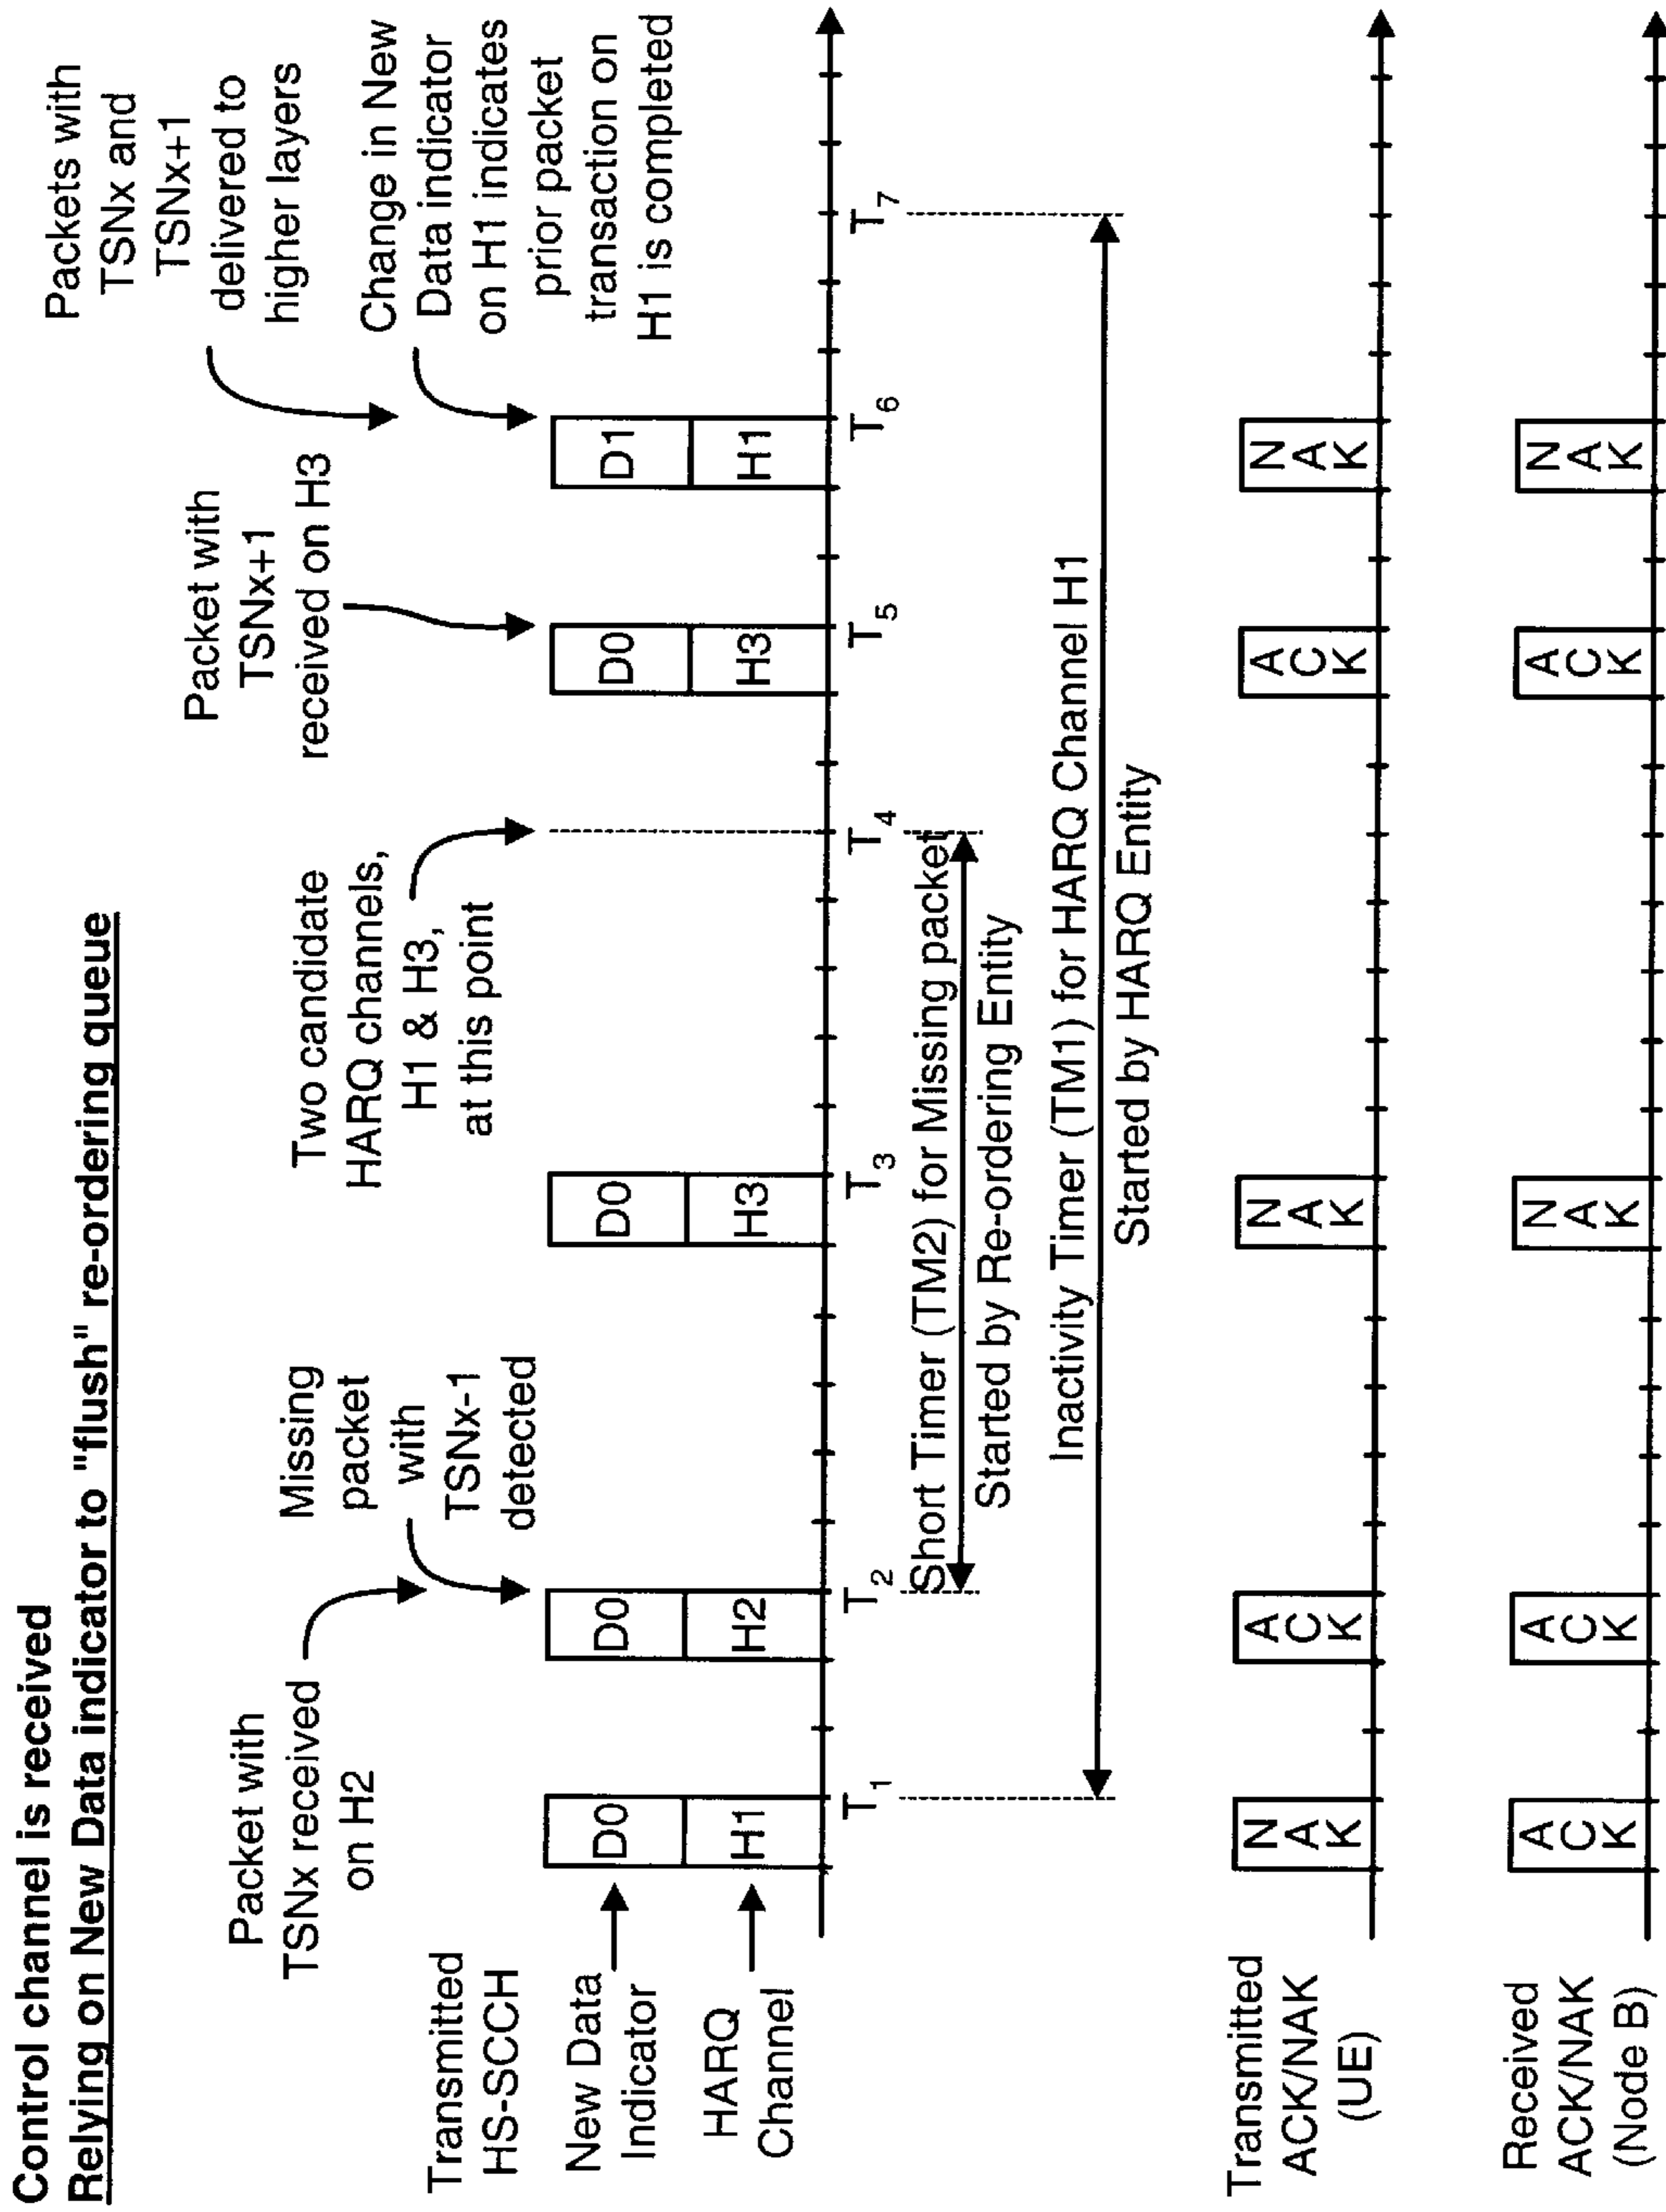 Control channel is received
Relying on New Data indicator to "flush" re-ordering queue
Packet with
TSNx received
on H2
Missing
packet
with
TSNx-1
detected
Two candidate
HARQ channels,
H1 & H3,
at this point
Packet with
TSNx+1
received on H3
Packets with
TSNx and
TSNx+1
delivered to
higher layers
Change in New
Data indicator
on H1 indicates
prior packet
transaction on
H1 is completed
Transmitted
HS-SCCH
New Data
Indicator
HARQ
Channel
D0
H1
D0
H2
D0
H3
D0
H3
D1
H1
T1
T2
T3
T4
T5
T6
T7
Short Timer (TM2) for Missing packet
Started by Re-ordering Entity
Inactivity Timer (TM1) for HARQ Channel H1
Started by HARQ Entity
Transmitted
ACK/NAK
(UE)
NAK
ACK
NAK
ACK
NAK
Received
ACK/NAK
(Node B)
ACK
ACK
NAK
ACK
NAK